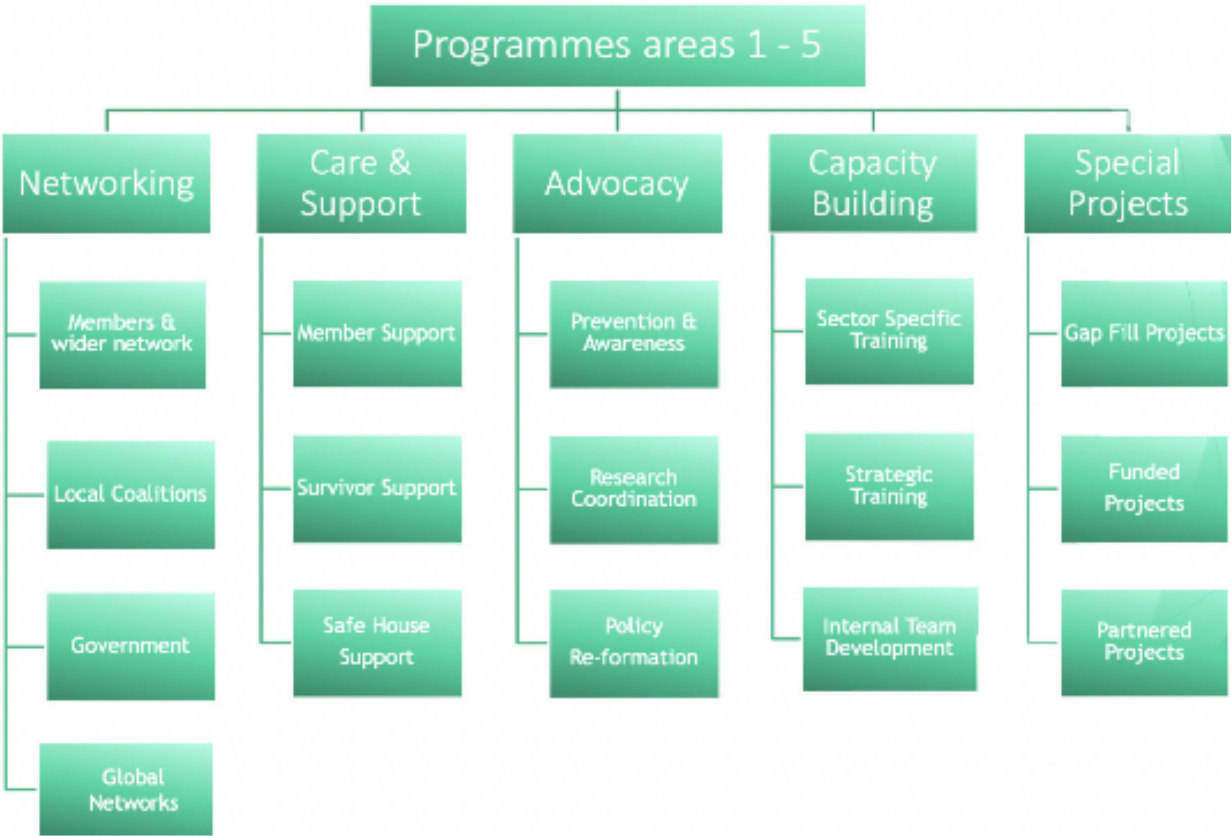 Programmes areas 1 - 5
Networking
Members &
wider network
Local Coalitions
Government
Global
Networks
Care &
Support
Member Support
Survivor Support
Safe House
Support
Advocacy
Prevention &
Awareness
Research
Coordination
Policy
Re-formation
Capacity
Building
Sector Specific
Training
Strategic
Training
Internal Team
Development
Special
Projects
Gap Fill Projects
Funded
Projects
Partnered
Projects